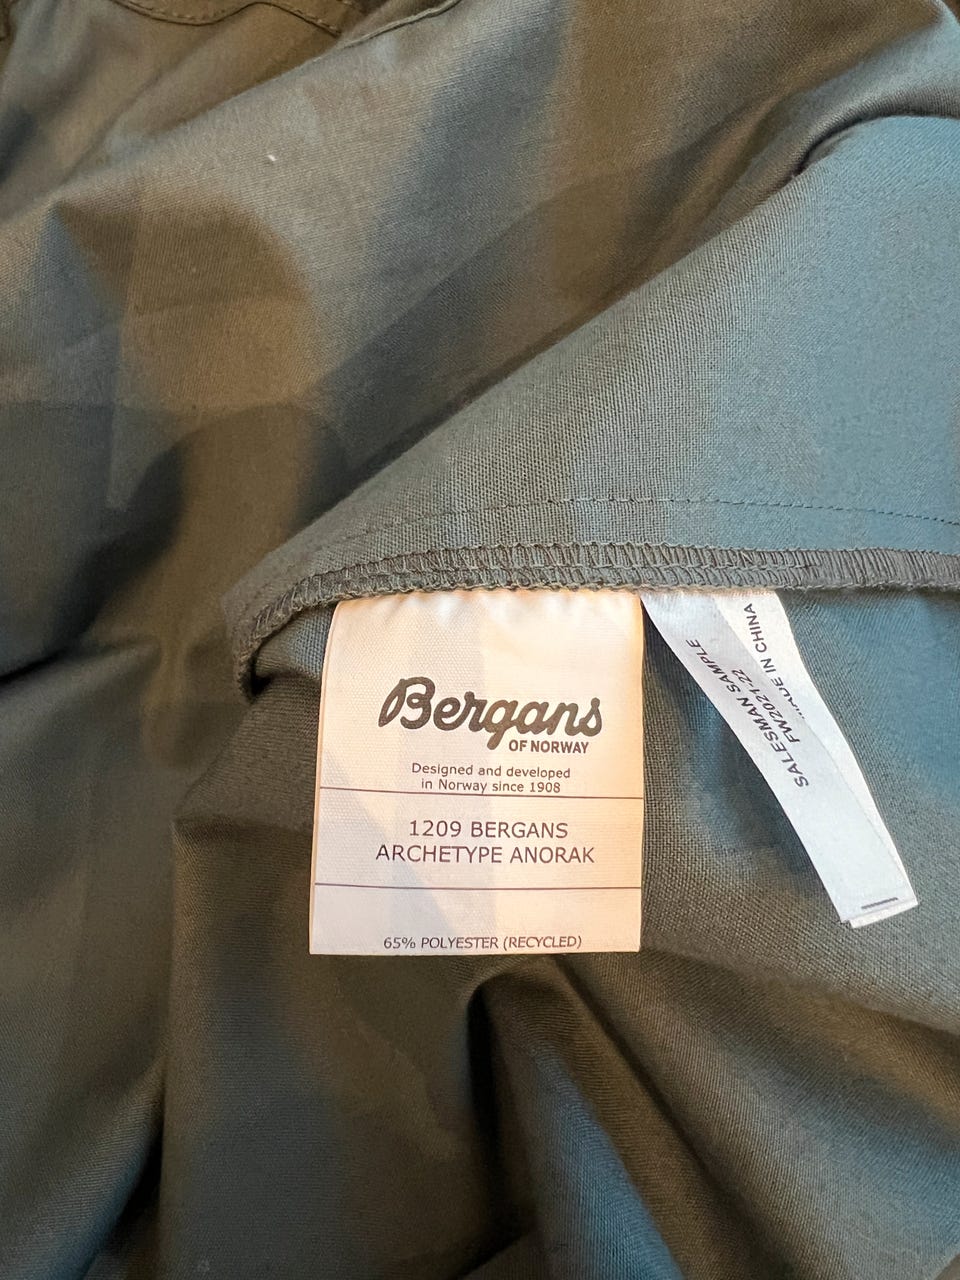 Bergans
OF NORWAY
Designed and developed
in Norway since 1908
1209 BERGANS
ARCHETYPE ANORAK
65% POLYESTER (RECYCLED)
SALESMAN SAMPLE
FW2021-22
MADE IN CHINA